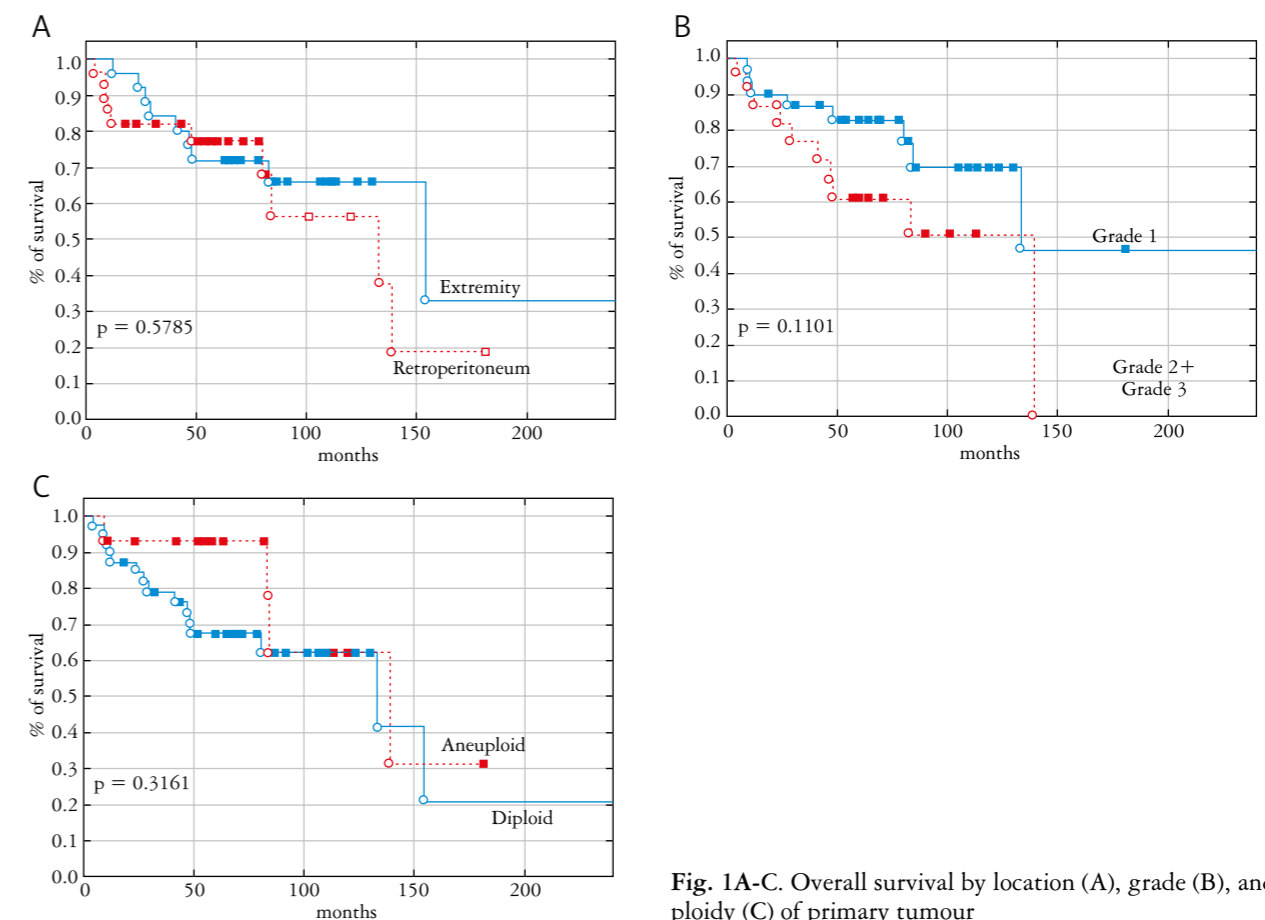 A
1.0
0.9
0.8
0.7
0.6
0.5
0.4
0.3
0.2
0.1
0.0
% of survival
p = 0.5785
Extremity
Retroperitoneum
0 50 100 150 200
months
B
1.0
0.9
0.8
0.7
0.6
0.5
0.4
0.3
0.2
0.1
0.0
% of survival
p = 0.1101
Grade 1
Grade 2+
Grade 3
0 50 100 150 200
months
C
1.0
0.9
0.8
0.7
0.6
0.5
0.4
0.3
0.2
0.1
0.0
% of survival
p = 0.3161
Aneuploid
Diploid
0 50 100 150 200
months
Fig. 1A-C. Overall survival by location (A), grade (B), and
ploidy (C) of primary tumour